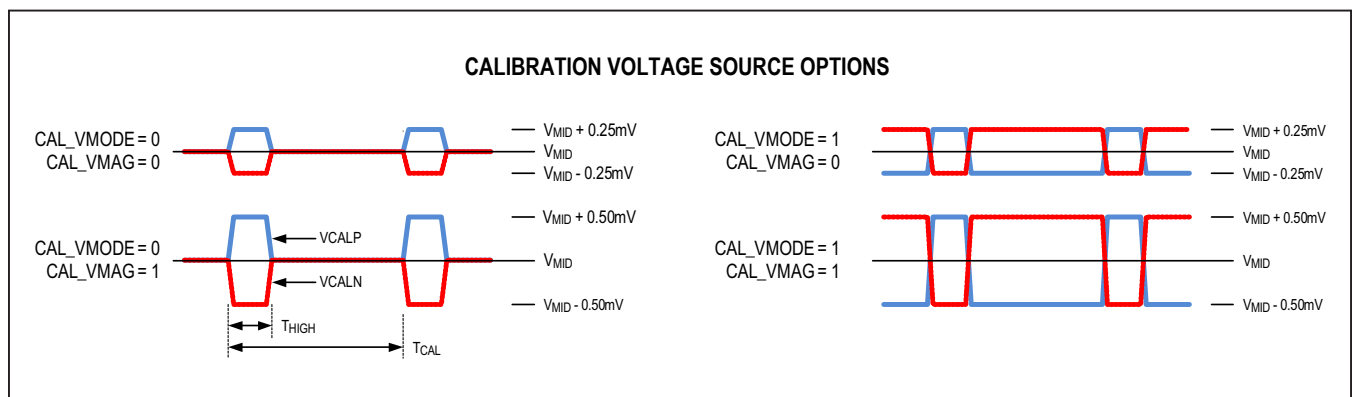 CALIBRATION VOLTAGE SOURCE OPTIONS
CAL_VMODE = 0
CAL_VMAG = 0
VMID + 0.25mV
VMID
VMID - 0.25mV
CAL_VMODE = 0
CAL_VMAG = 1
VCALP
VCALN
VMID + 0.50mV
VMID
VMID - 0.50mV
THIGH
TCAL
CAL_VMODE = 1
CAL_VMAG = 0
VMID + 0.25mV
VMID
VMID - 0.25mV
CAL_VMODE = 1
CAL_VMAG = 1
VMID + 0.50mV
VMID
VMID - 0.50mV